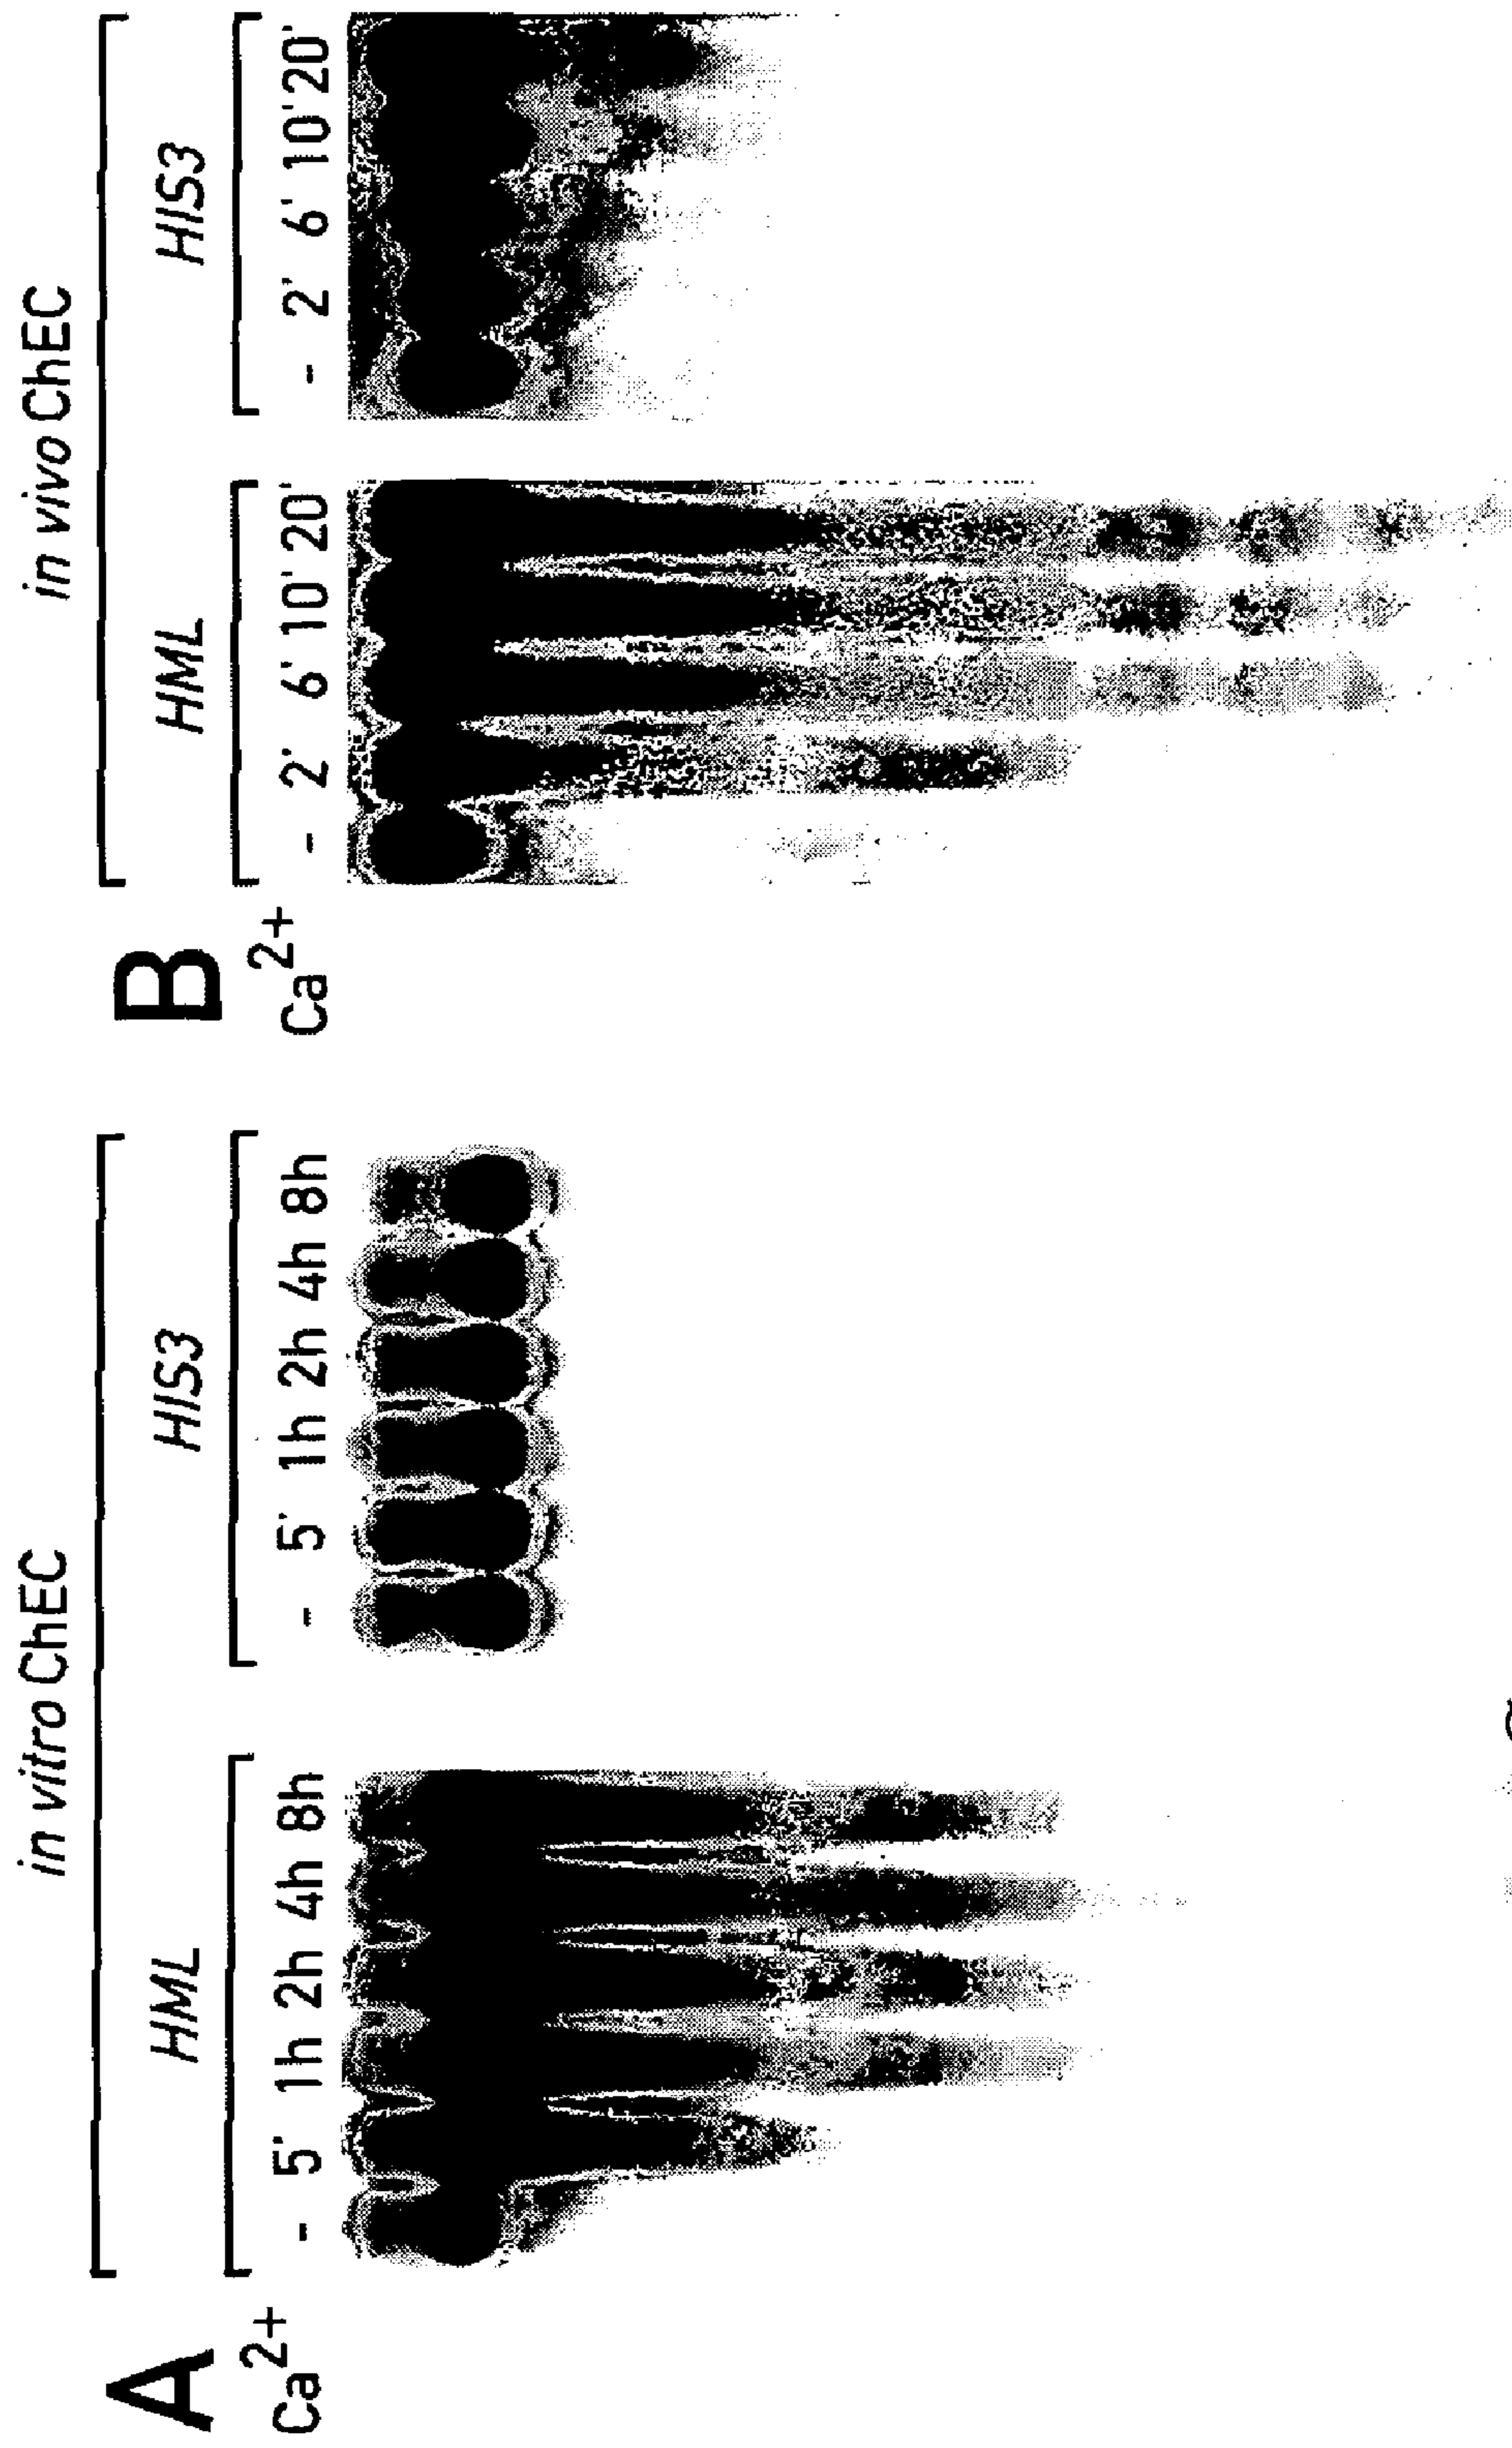 A
in vitro ChEC
HML
HIS3
Ca2+ - 5' 1h 2h 4h 8h - 5' 1h 2h 4h 8h
B
in vivo ChEC
HML
HIS3
Ca2+ - 2' 6' 10' 20' - 2' 6' 10' 20'